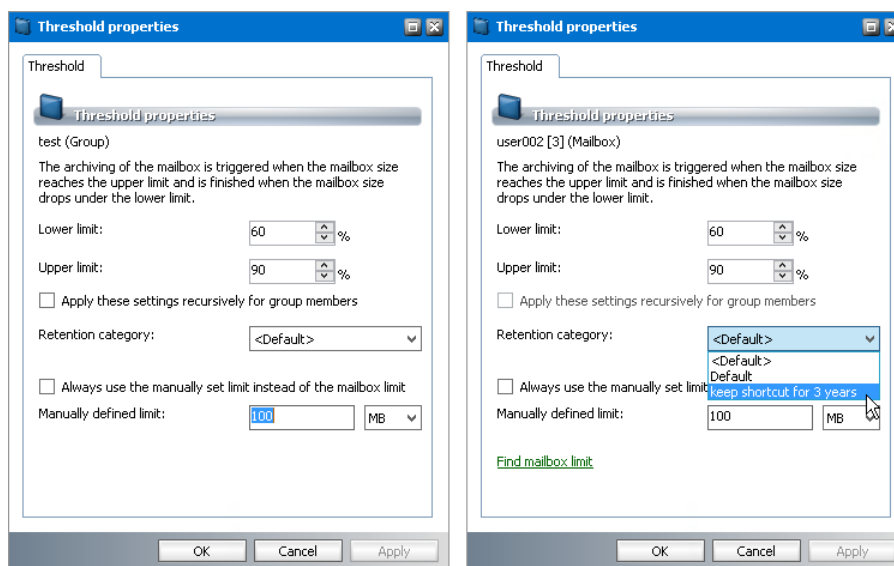 Threshold properties
Threshold
Threshold properties
test (Group)
The archiving of the mailbox is triggered when the mailbox size
reaches the upper limit and is finished when the mailbox size
drops under the lower limit.
Lower limit:
60
%
Upper limit:
90
%
Apply these settings recursively for group members
Retention category:
<Default>
Always use the manually set limit instead of the mailbox limit
Manually defined limit:
100
MB
OK
Cancel
Apply
Threshold properties
Threshold
Threshold properties
user002 [3] (Mailbox)
The archiving of the mailbox is triggered when the mailbox size
reaches the upper limit and is finished when the mailbox size
drops under the lower limit.
Lower limit:
60
%
Upper limit:
90
%
Apply these settings recursively for group members
Retention category:
<Default>
<Default>
Default
keep shortcut for 3 years
Always use the manually set limit
Manually defined limit:
100
MB
Find mailbox limit
OK
Cancel
Apply